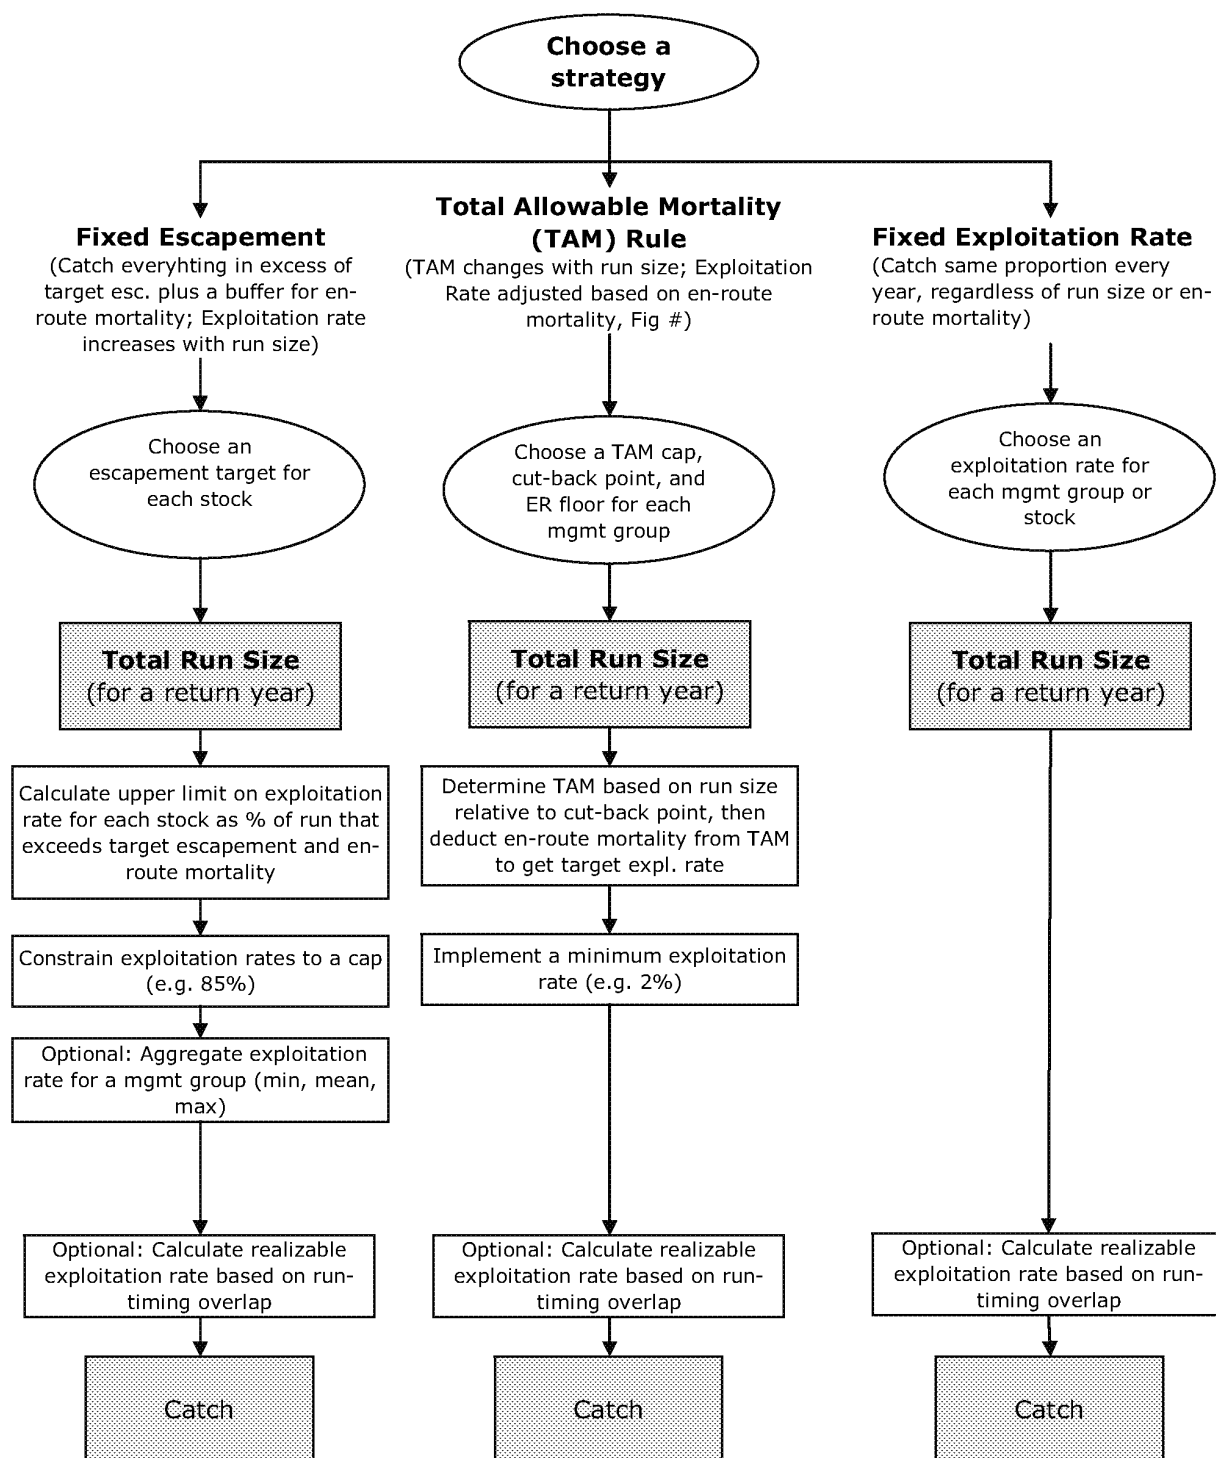 Choose a
strategy
Fixed Escapement
(Catch everyhting in excess of
target esc. plus a buffer for en-
route mortality; Exploitation rate
increases with run size)
Total Allowable Mortality
(TAM) Rule
(TAM changes with run size; Exploitation
Rate adjusted based on en-route
mortality, Fig #)
Fixed Exploitation Rate
(Catch same proportion every
year, regardless of run size or en-
route mortality)
Choose an
escapement target for
each stock
Choose a TAM cap,
cut-back point, and
ER floor for each
mgmt group
Choose an
exploitation rate for
each mgmt group or
stock
Total Run Size
(for a return year)
Total Run Size
(for a return year)
Total Run Size
(for a return year)
Calculate upper limit on exploitation
rate for each stock as % of run that
exceeds target escapement and en-
route mortality
Determine TAM based on run size
relative to cut-back point, then
deduct en-route mortality from TAM
to get target expl. rate
Constrain exploitation rates to a cap
(e.g. 85%)
Implement a minimum exploitation
rate (e.g. 2%)
Optional: Aggregate exploitation
rate for a mgmt group (min, mean,
max)
Optional: Calculate realizable
exploitation rate based on run-
timing overlap
Optional: Calculate realizable
exploitation rate based on run-
timing overlap
Optional: Calculate realizable
exploitation rate based on run-
timing overlap
Catch
Catch
Catch